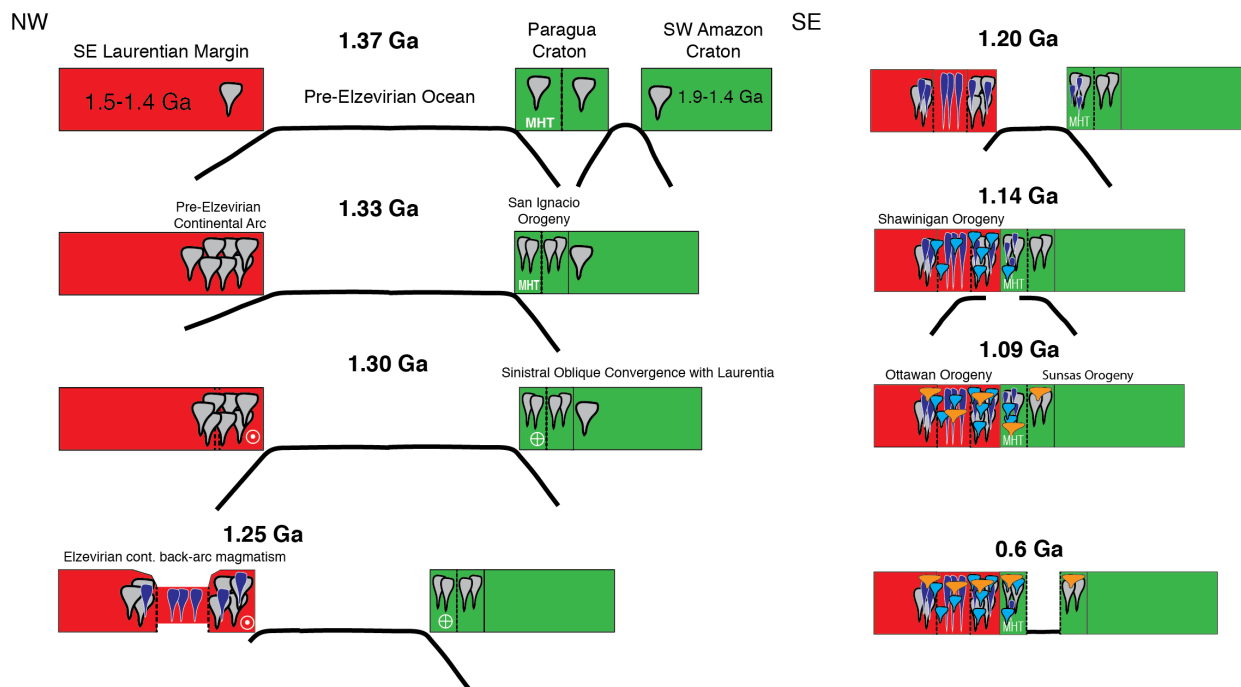 NW
SE Laurentian Margin
1.37 Ga
Paragua
Craton
SW Amazon
Craton
1.5-1.4 Ga
Pre-Elzevirian Ocean
MHT
1.9-1.4 Ga
Pre-Elzevirian
Continental Arc
1.33 Ga
San Ignacio
Orogeny
MHT
1.30 Ga
Sinistral Oblique Convergence with Laurentia
1.25 Ga
Elzevirian cont. back-arc magmatism
SE
1.20 Ga
MHT
1.14 Ga
Shawinigan Orogeny
MHT
1.09 Ga
Ottawan Orogeny
Sunsas Orogeny
MHT
0.6 Ga
MHT